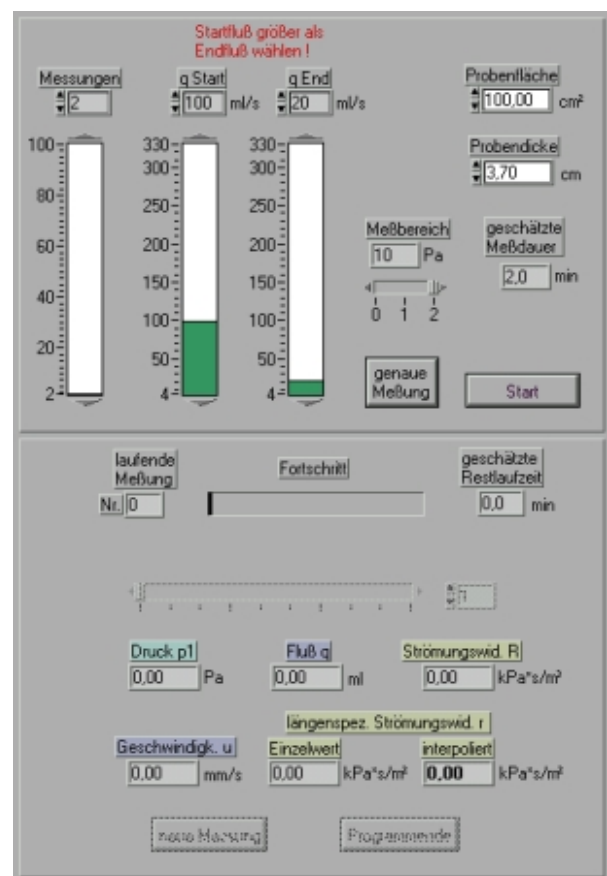 Startfluß größer als
Endfluß wählen !
Messungen
2
q Start
100 ml/s
q End
20 ml/s
Probenfläche
100,00 cm²
Probendicke
3,70 cm
100
80
60
40
20
2
330
300
250
200
150
100
50
4
330
300
250
200
150
100
50
4
Meßbereich
10 Pa
0 1 2
geschätzte
Meßdauer
2,0 min
genaue
Meßung
Start
laufende
Meßung
Nr. 0
Fortschritt
geschätzte
Restlaufzeit
0,0 min
1
Druck p1
0,00 Pa
Fluß q
0,00 ml
Strömungswid. R
0,00 kPa*s/m³
längenspez. Strömungswid. r
Geschwindigk. u
0,00 mm/s
Einzelwert
0,00 kPa*s/m²
interpoliert
0,00 kPa*s/m²
neue Messung
Programmende